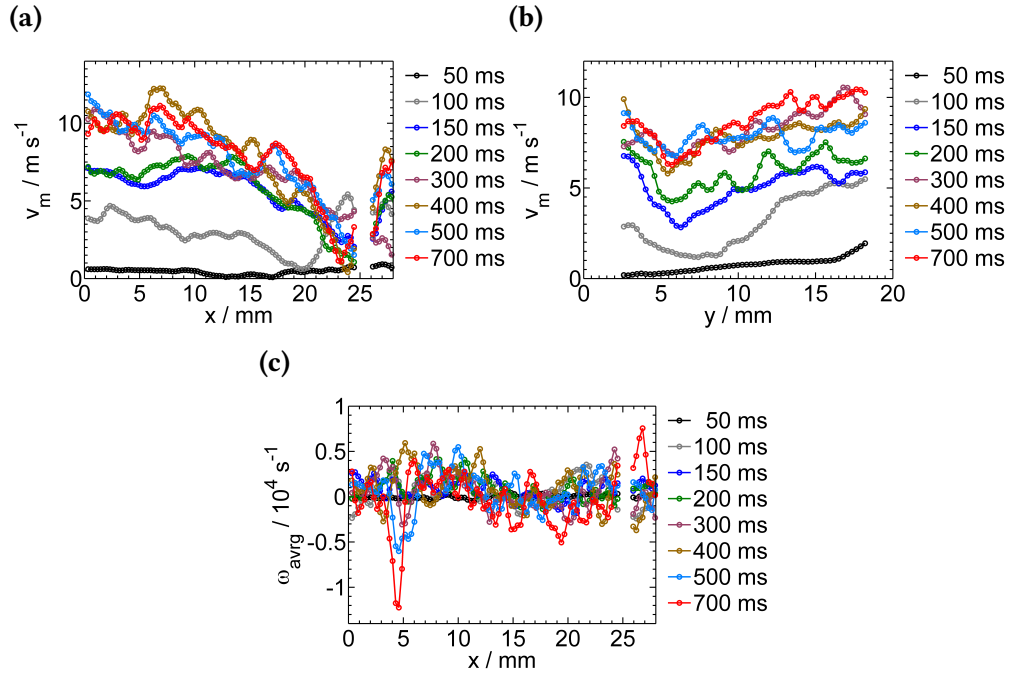 (a)
v_m / m s⁻¹
10
5
0
0 5 10 15 20 25
x / mm
50 ms
100 ms
150 ms
200 ms
300 ms
400 ms
500 ms
700 ms
(b)
v_m / m s⁻¹
10
5
0
0 5 10 15 20
y / mm
50 ms
100 ms
150 ms
200 ms
300 ms
400 ms
500 ms
700 ms
(c)
ω_avrg / 10⁴ s⁻¹
1
0.5
0
-0.5
-1
0 5 10 15 20 25
x / mm
50 ms
100 ms
150 ms
200 ms
300 ms
400 ms
500 ms
700 ms